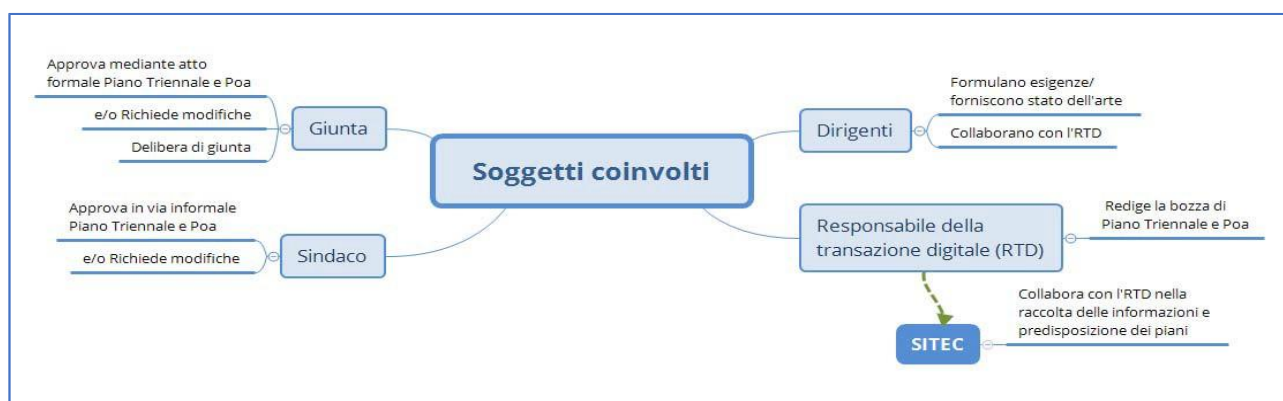 Soggetti coinvolti
Giunta
Approva mediante atto
formale Piano Triennale e Poa
e/o Richiede modifiche
Delibera di giunta
Sindaco
Approva in via informale
Piano Triennale e Poa
e/o Richiede modifiche
Dirigenti
Formulano esigenze/
forniscono stato dell'arte
Collaborano con l'RTD
Responsabile della
transazione digitale (RTD)
Redige la bozza di
Piano Triennale e Poa
SITEC
Collabora con l'RTD nella
raccolta delle informazioni e
predisposizione dei piani